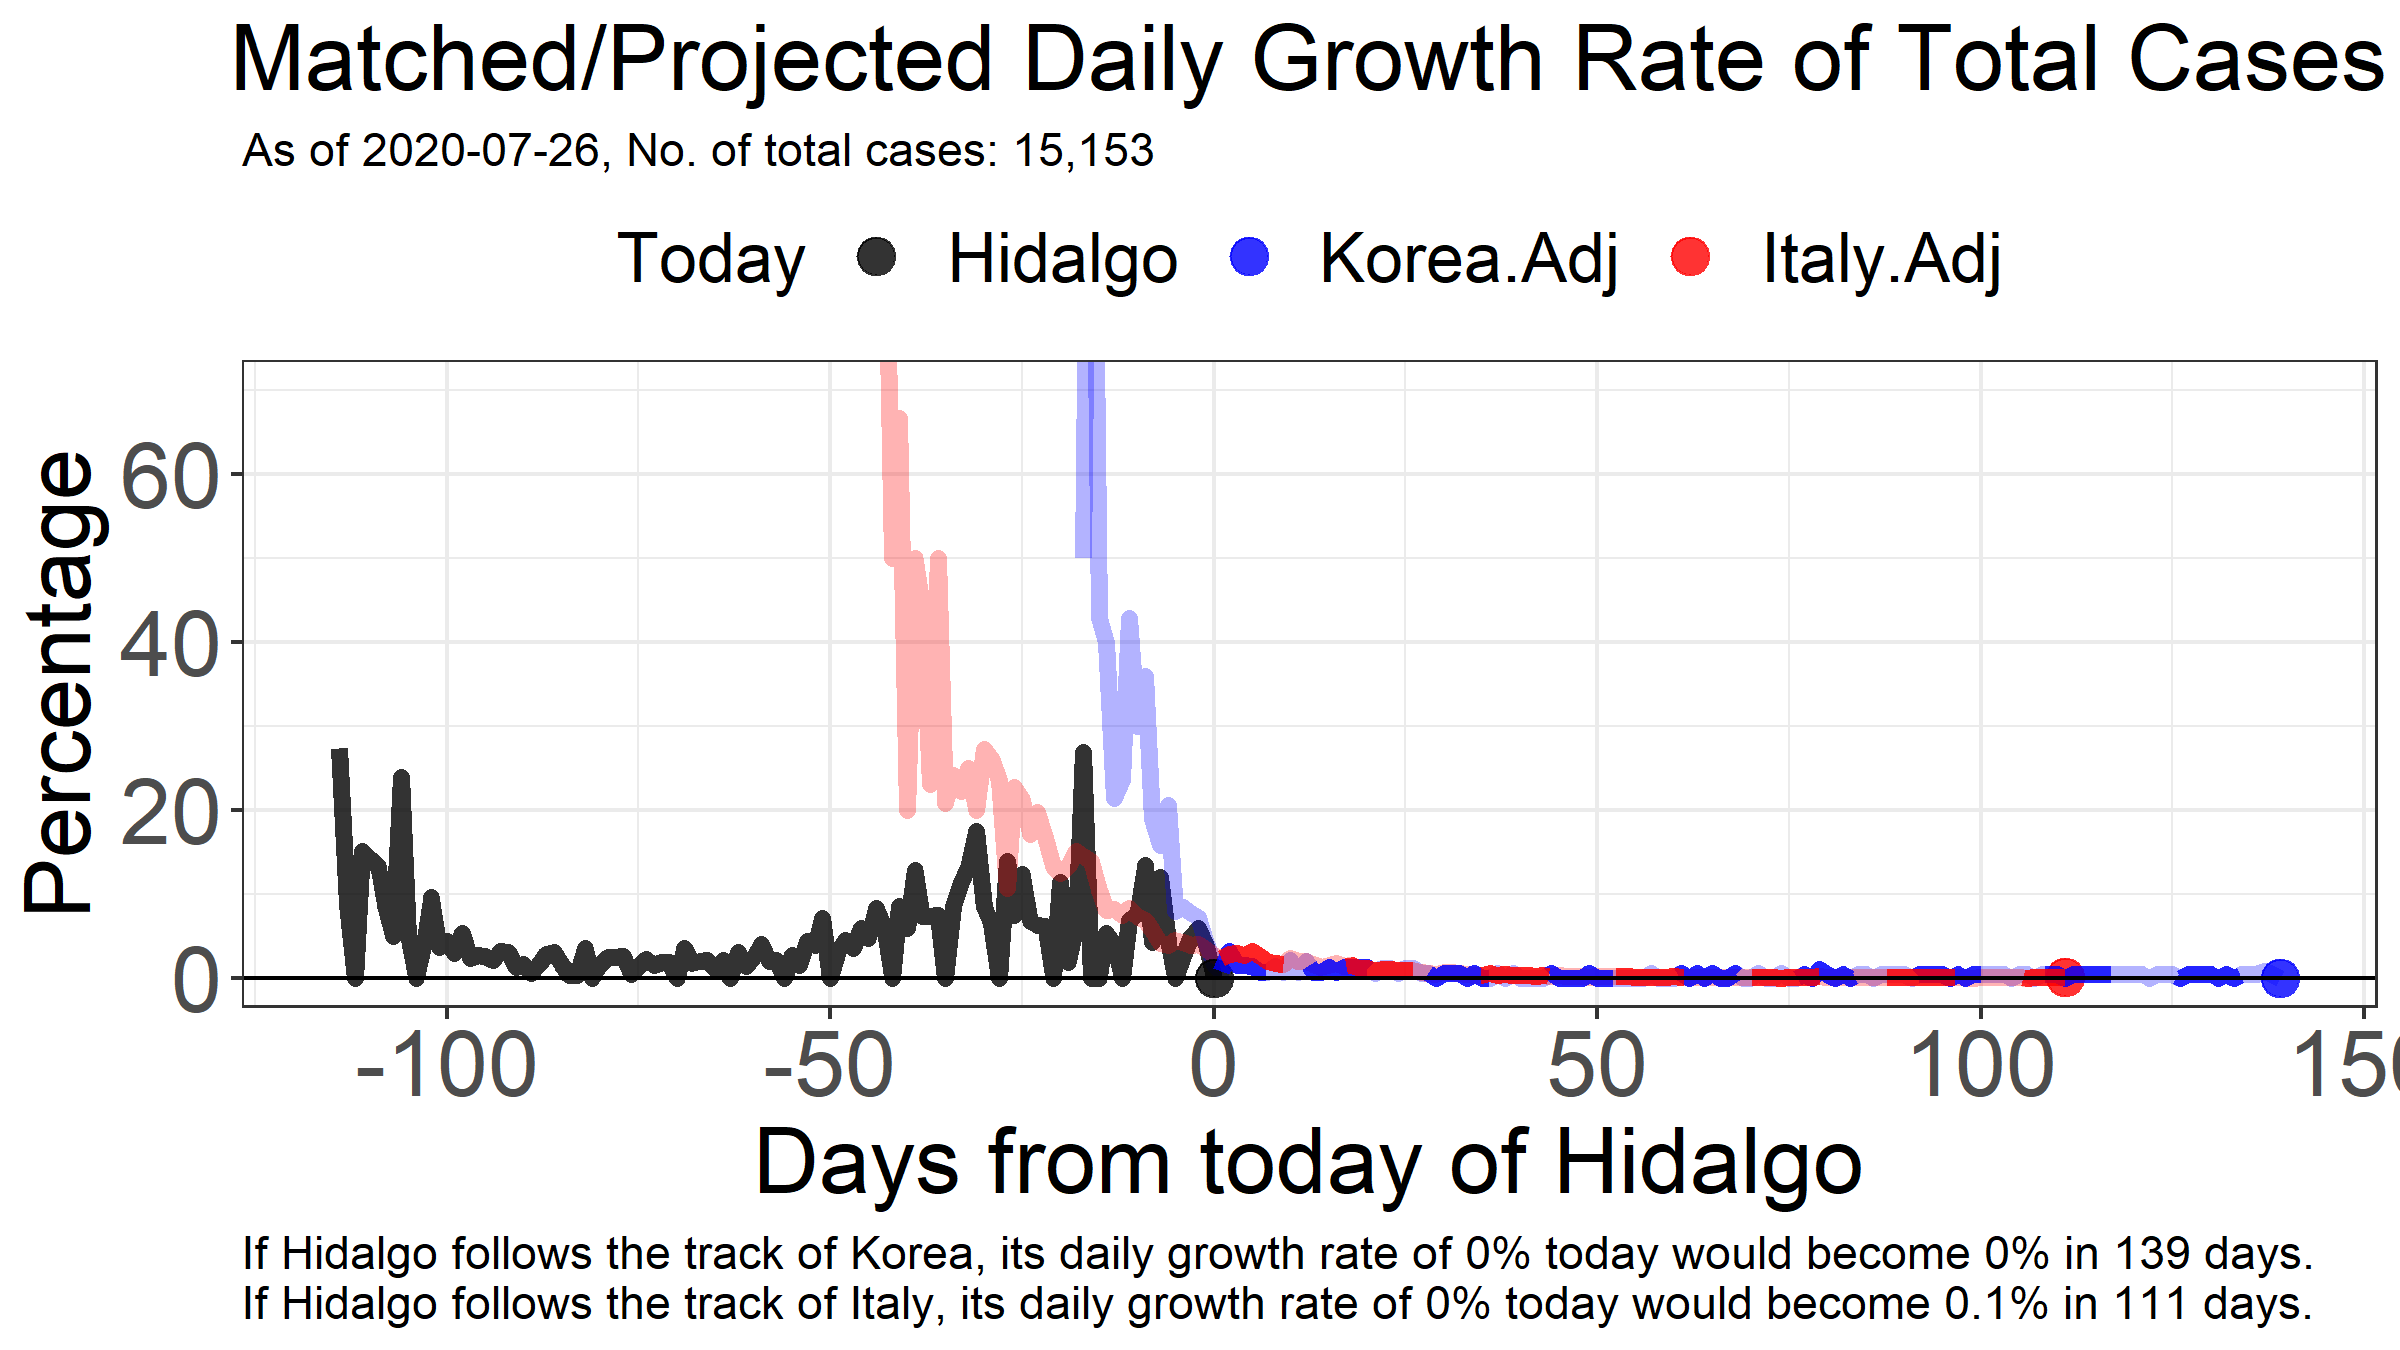 Matched/Projected Daily Growth Rate of Total Cases
As of 2020-07-26, No. of total cases: 15,153
Today Hidalgo Korea.Adj Italy.Adj
Percentage
60
40
20
0
-100 -50 0 50 100 150
Days from today of Hidalgo
If Hidalgo follows the track of Korea, its daily growth rate of 0% today would become 0% in 139 days.
If Hidalgo follows the track of Italy, its daily growth rate of 0% today would become 0.1% in 111 days.